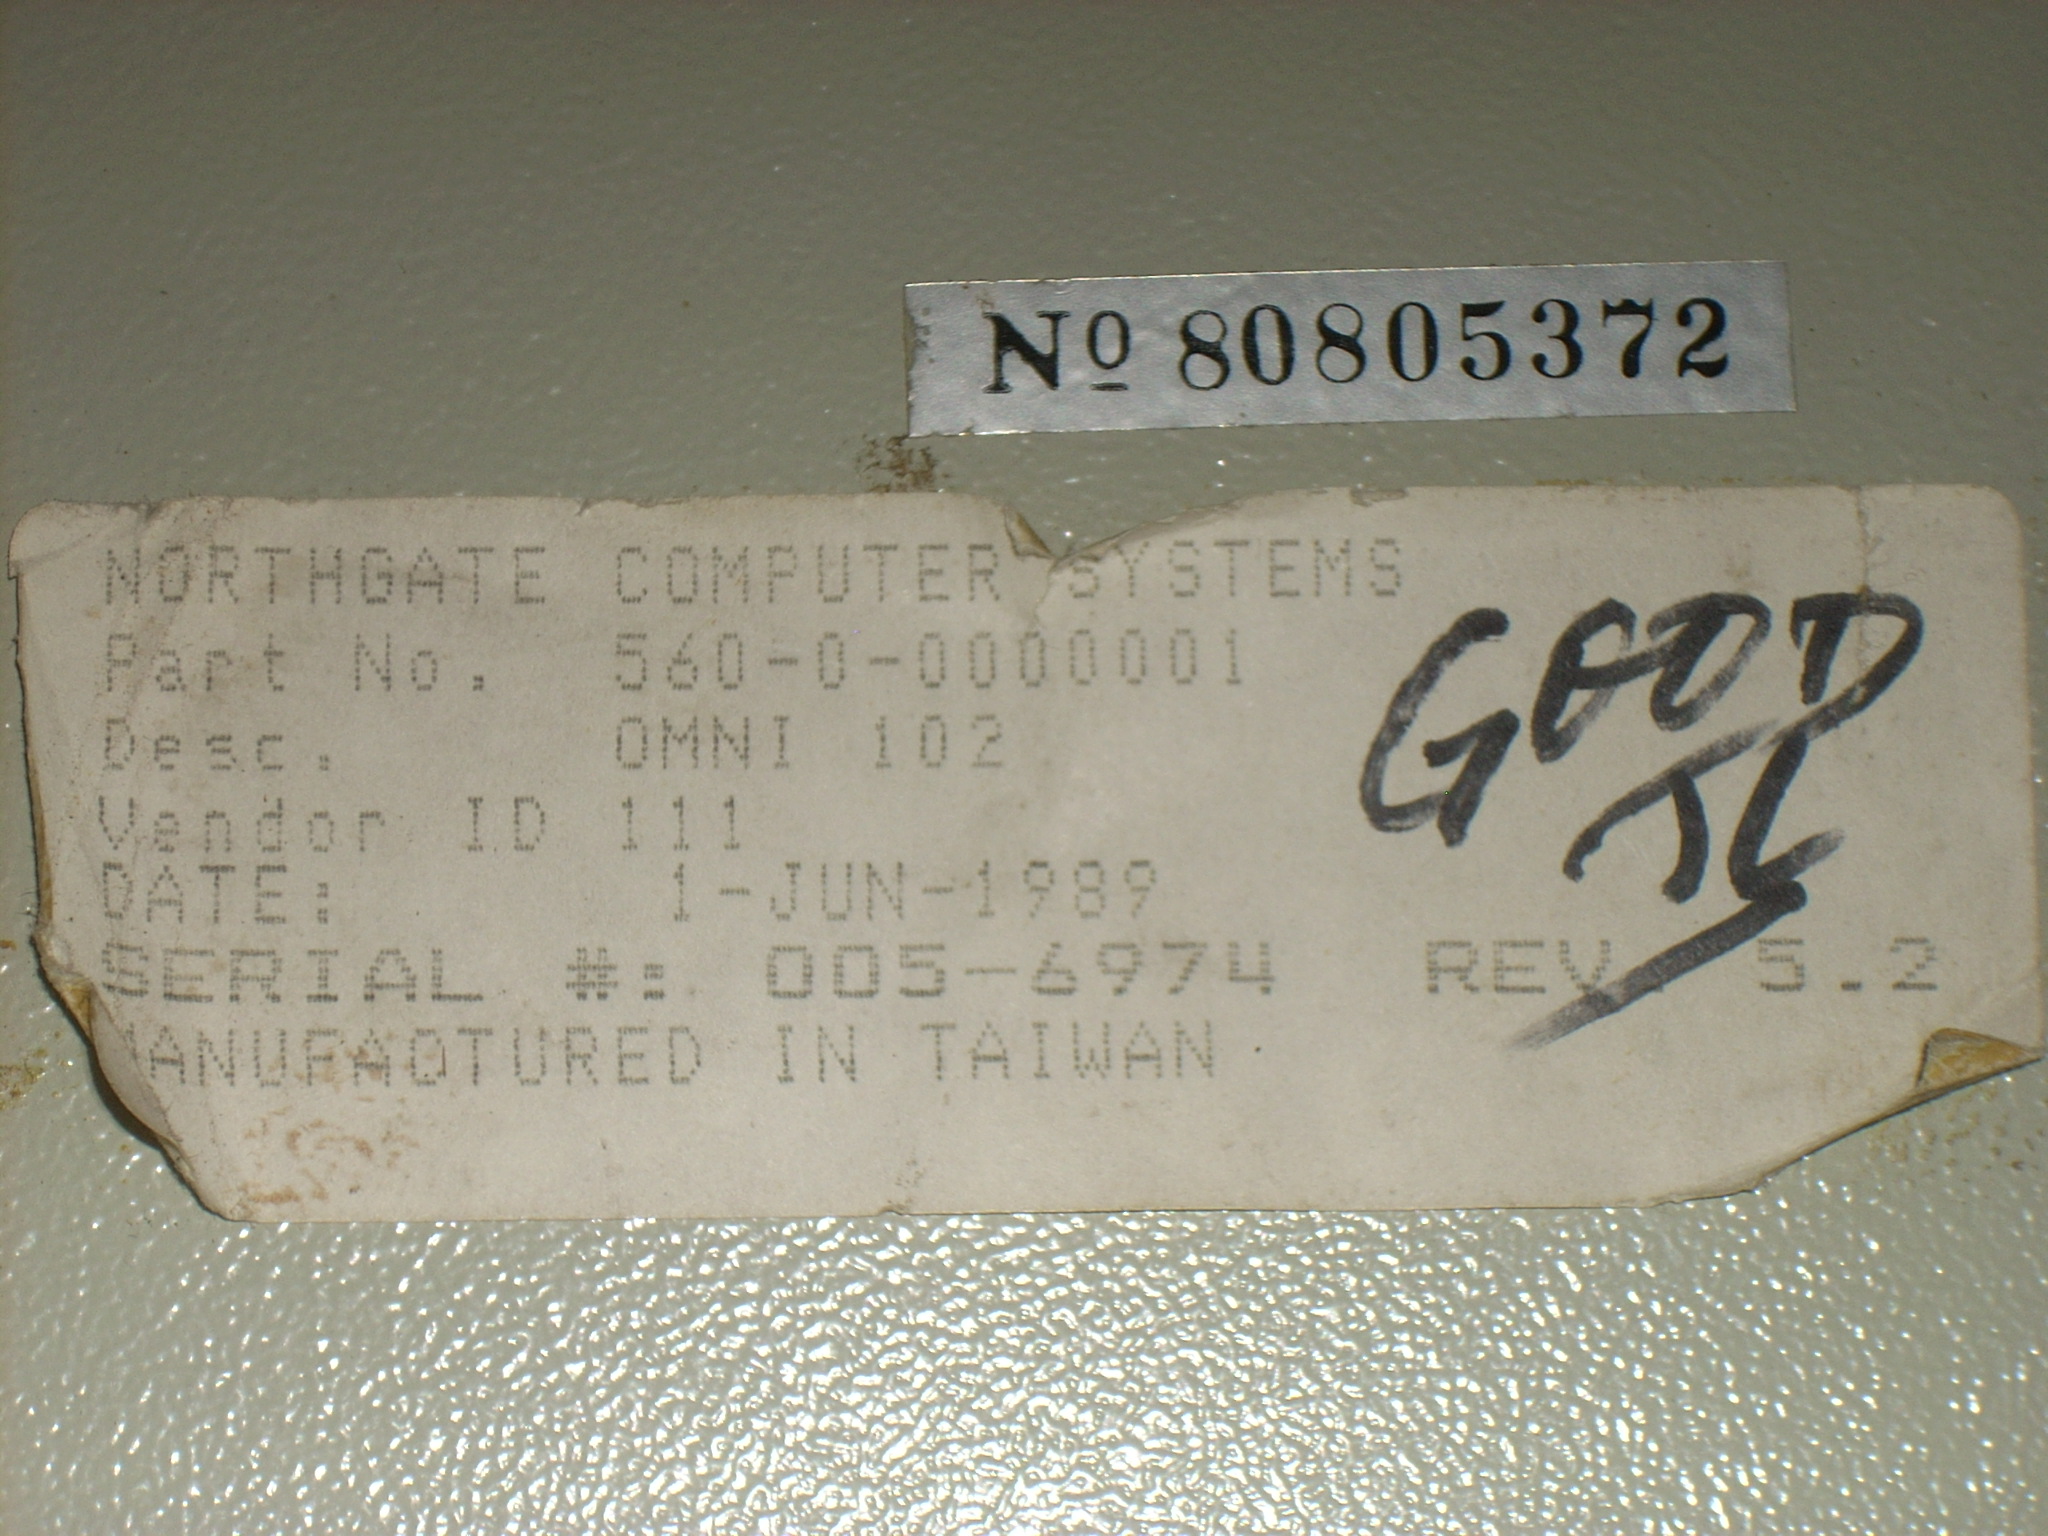 Nº 80805372
NORTHGATE COMPUTER SYSTEMS
Part No. 560-0-0000001
Desc. OMNI 102
Vendor ID 111
DATE: 1-JUN-1989
SERIAL #: 005-6974 REV. 5.2
MANUFACTURED IN TAIWAN
GOOD